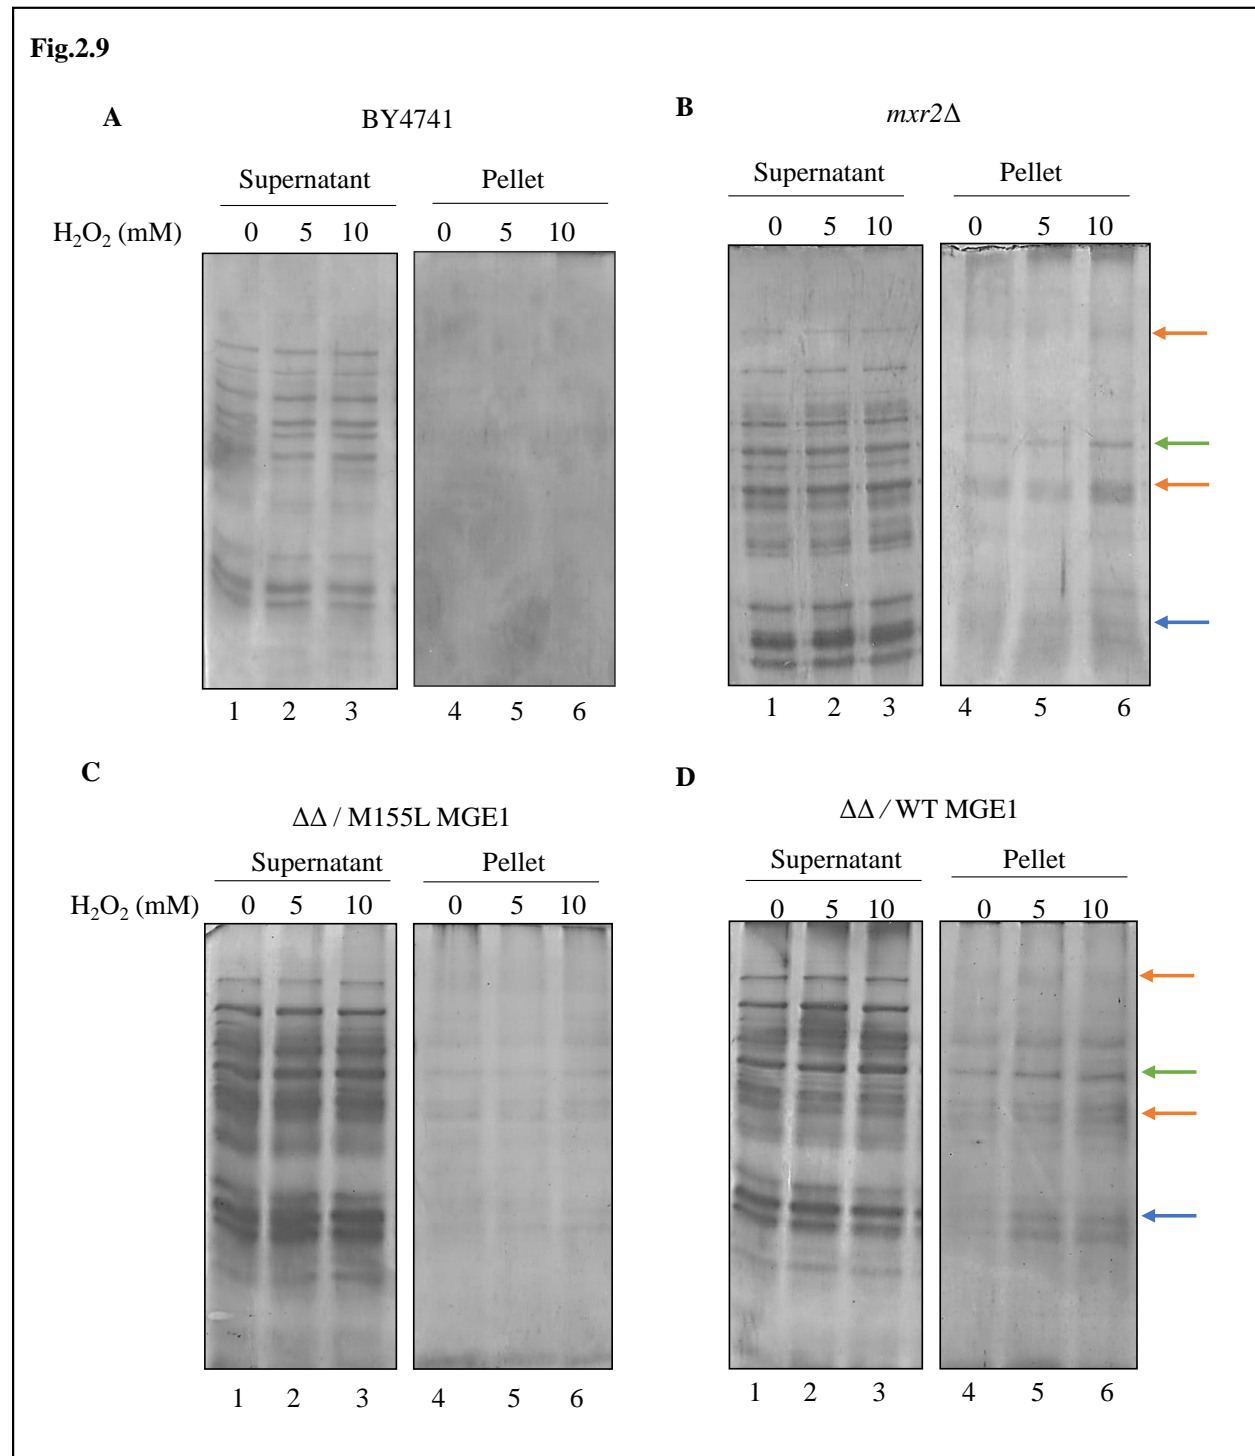 Fig.2.9
A
BY4741
Supernatant Pellet
H₂O₂ (mM) 0 5 10 0 5 10
1 2 3 4 5 6
B
mxr2Δ
Supernatant Pellet
0 5 10 0 5 10
1 2 3 4 5 6
C
ΔΔ / M155L MGE1
Supernatant Pellet
H₂O₂ (mM) 0 5 10 0 5 10
1 2 3 4 5 6
D
ΔΔ / WT MGE1
Supernatant Pellet
0 5 10 0 5 10
1 2 3 4 5 6